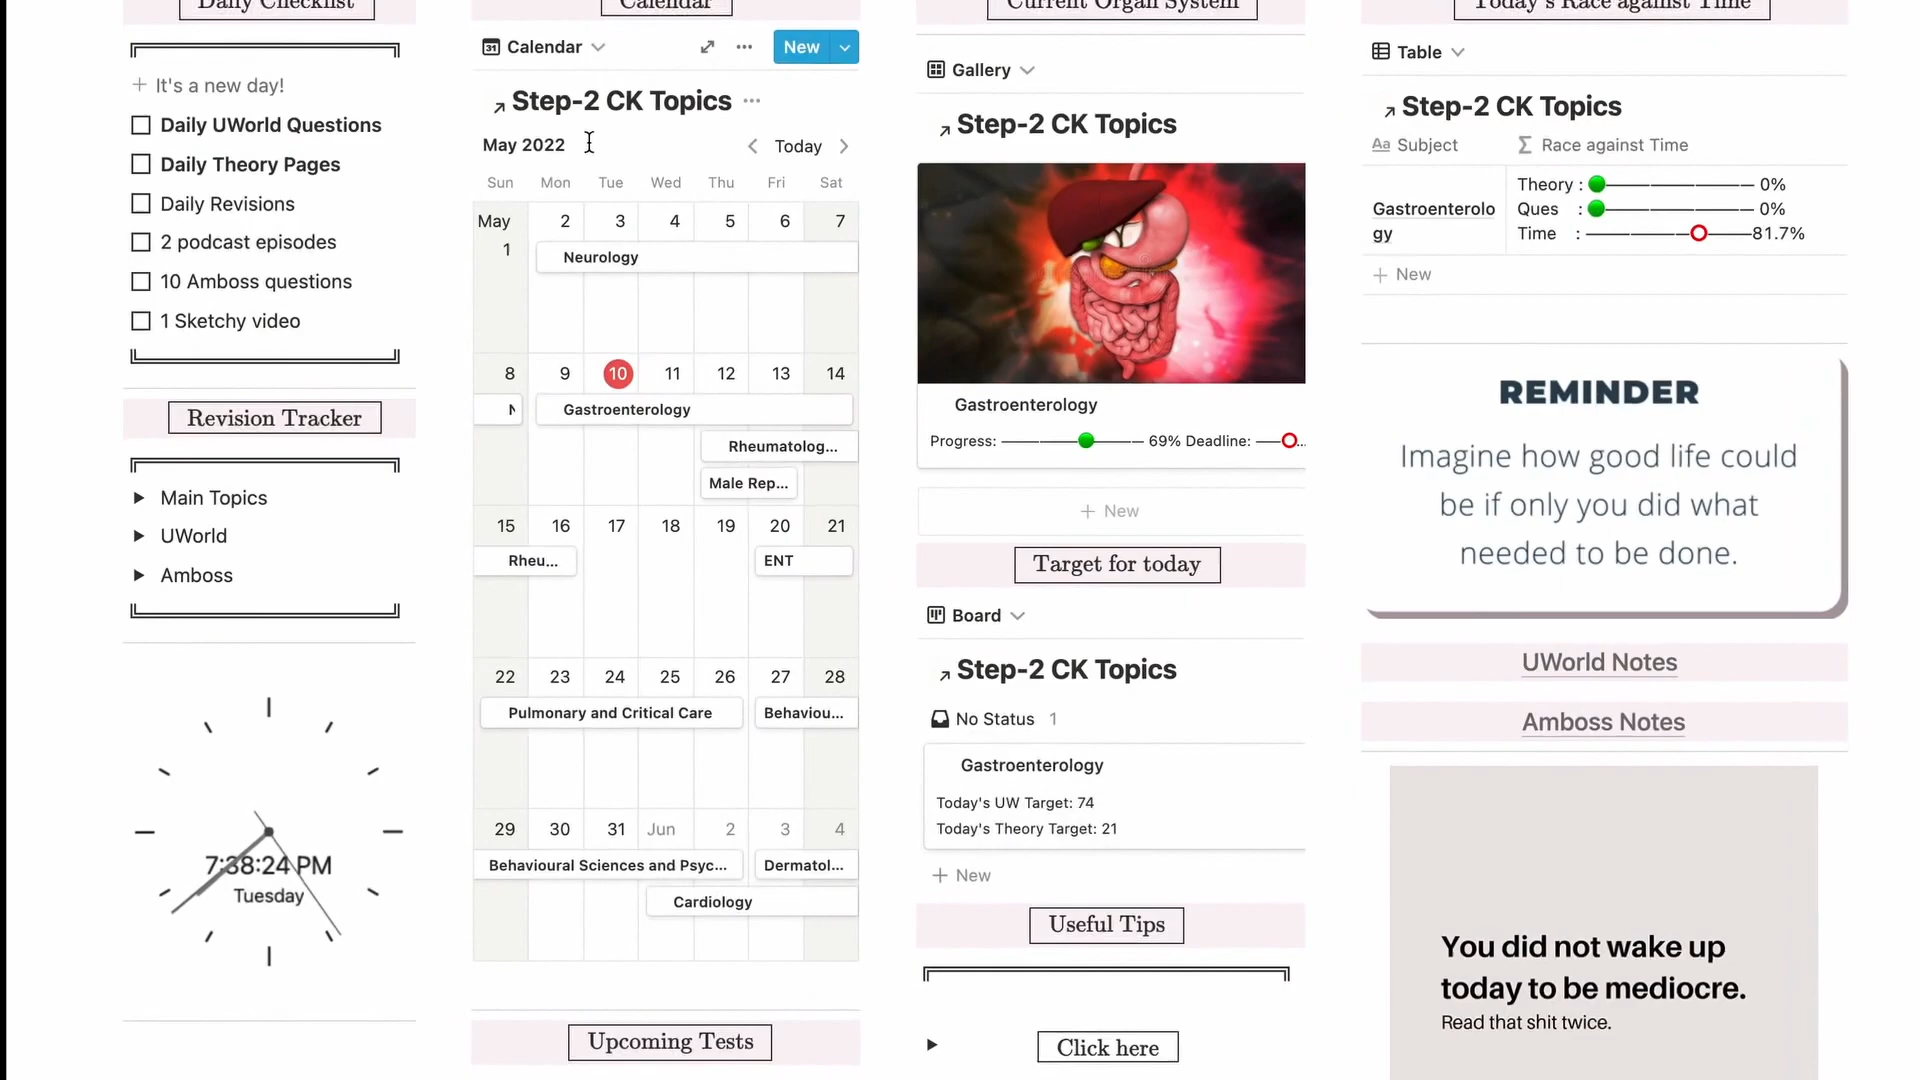 Daily Checklist
It's a new day!
Daily UWorld Questions
Daily Theory Pages
Daily Revisions
2 podcast episodes
10 Amboss questions
1 Sketchy video
Revision Tracker
Main Topics
UWorld
Amboss
7:38:24 PM
Tuesday
Calendar
31 Calendar
New
Step-2 CK Topics
May 2022
Today
Sun Mon Tue Wed Thu Fri Sat
May 2 3 4 5 6 7
1
Neurology
8 9 10 11 12 13 14
Gastroenterology
Rheumatolog...
Male Rep...
15 16 17 18 19 20 21
Rheu... ENT
22 23 24 25 26 27 28
Pulmonary and Critical Care Behaviou...
29 30 31 Jun 2 3 4
Behavioural Sciences and Psyc... Dermatol...
Cardiology
Upcoming Tests
Current Organ System
Gallery
Step-2 CK Topics
Gastroenterology
Progress: 69% Deadline: ...
+ New
Target for today
Board
Step-2 CK Topics
No Status 1
Gastroenterology
Today's UW Target: 74
Today's Theory Target: 21
+ New
Useful Tips
Click here
Today's Race against Time
Table
Step-2 CK Topics
Aa Subject Σ Race against Time
Gastroenterolo
gy
Theory : 0%
Ques : 0%
Time : 81.7%
+ New
REMINDER
Imagine how good life could
be if only you did what
needed to be done.
UWorld Notes
Amboss Notes
You did not wake up
today to be mediocre.
Read that shit twice.